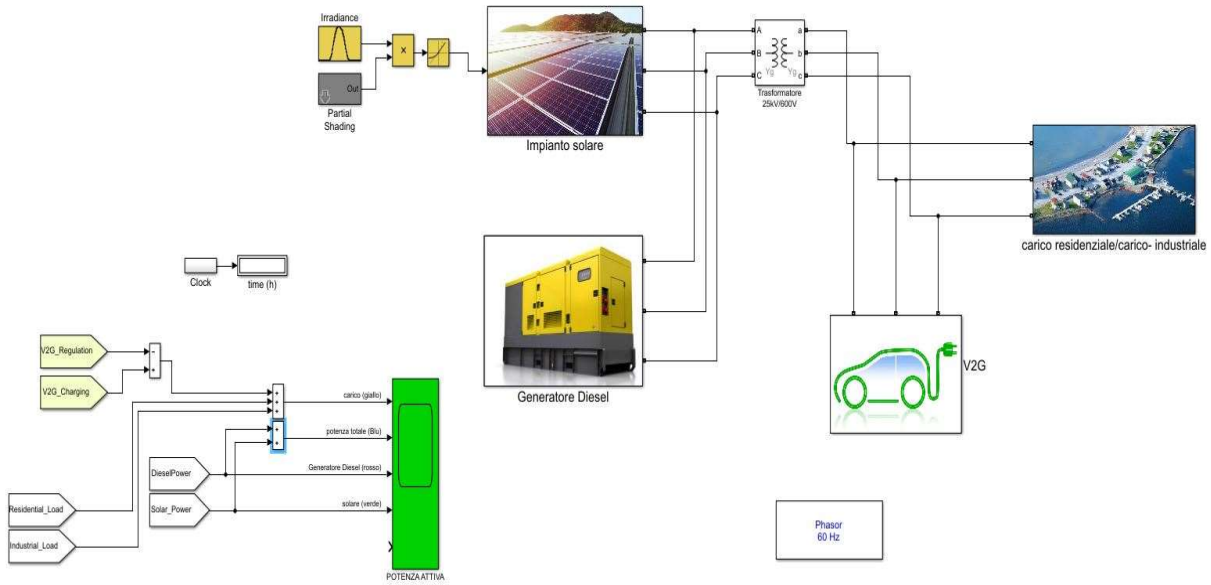 Irradiance
X
Out
Partial
Shading
Impianto solare
A
B
C
a
b
c
Yg
Yg
Trasformatore
25kV/600V
carico residenziale/carico- industriale
Generatore Diesel
V2G
Clock
time (h)
V2G_Regulation
V2G_Charging
DieselPower
Solar_Power
Residential_Load
Industrial_Load
carico (giallo)
potenza totale (Blu)
Generatore Diesel (rosso)
solare (verde)
POTENZA ATTIVA
Phasor
60 Hz